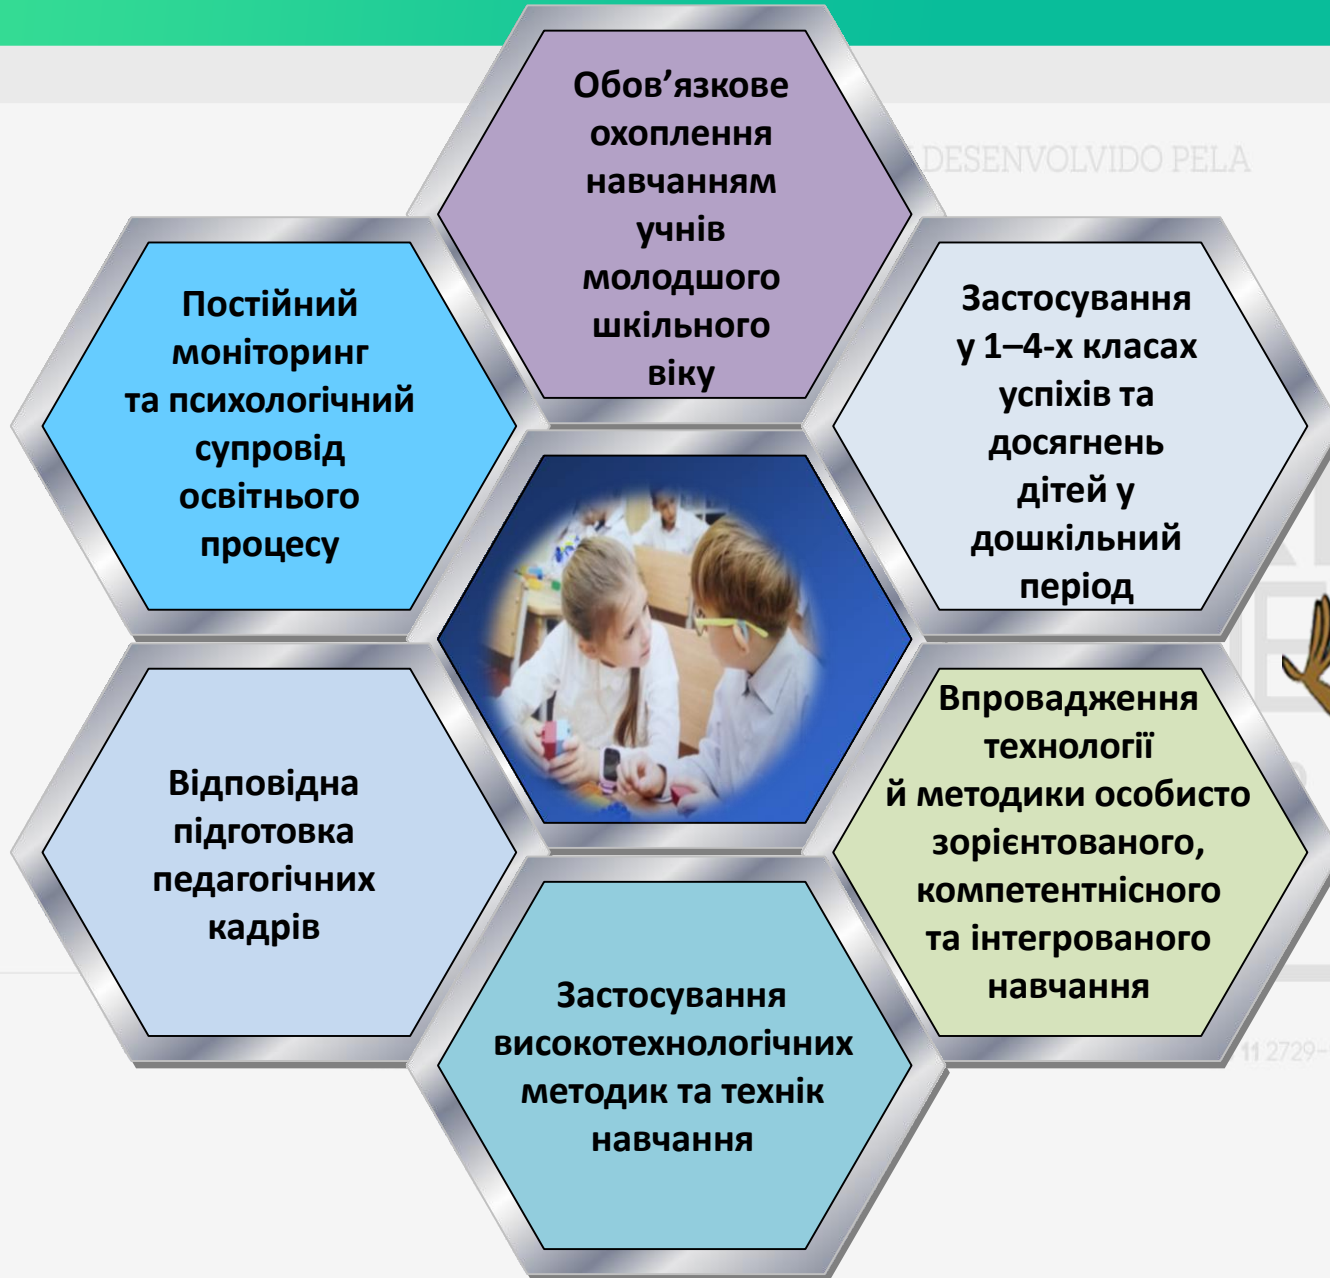 Обов’язкове
охоплення
навчанням
учнів
молодшого
шкільного
віку
DESENVOLVIDO PELA
Постійний
моніторинг
та психологічний
супровід
освітнього
процесу
Застосування
у 1–4-х класах
успіхів та
досягнень
дітей у
дошкільний
період
Відповідна
підготовка
педагогічних
кадрів
Впровадження
технології
й методики особисто
зорієнтованого,
компетентнісного
та інтегрованого
навчання
Застосування
високотехнологічних
методик та технік
навчання
11 2729-